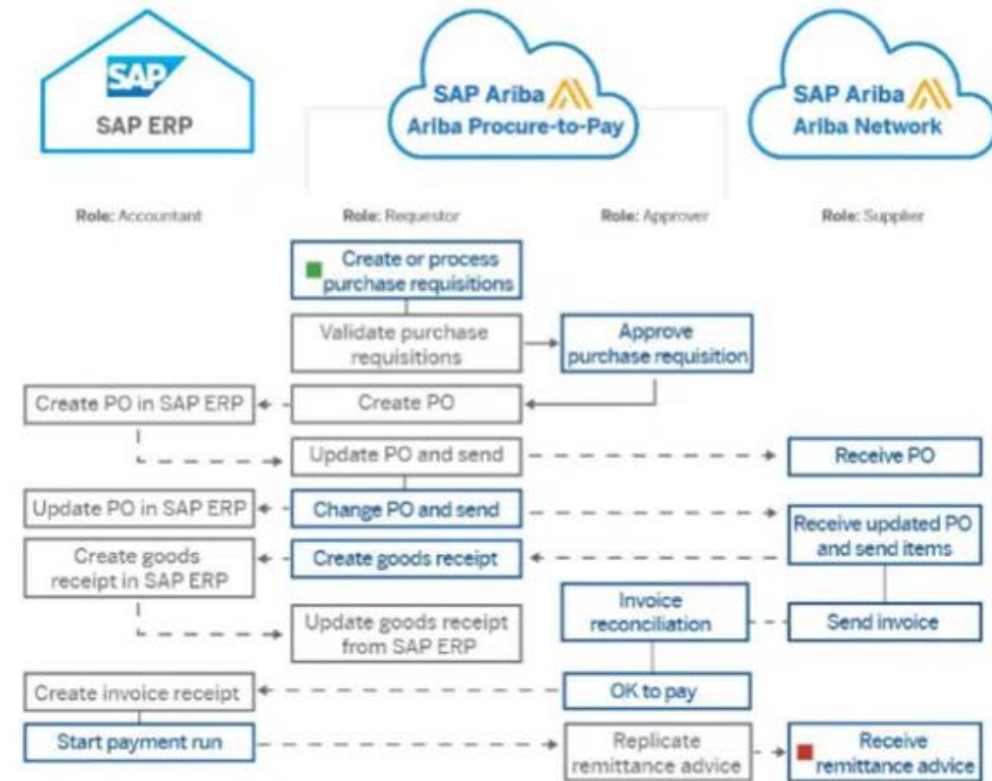 SAP
SAP ERP
SAP Ariba
Ariba Procure-to-Pay
SAP Ariba
Ariba Network
Role: Accountant
Role: Requestor
Role: Approver
Role: Supplier
Create or process
purchase requisitions
Validate purchase
requisitions
Approve
purchase requisition
Create PO in SAP ERP
Create PO
Update PO and send
Receive PO
Update PO in SAP ERP
Change PO and send
Receive updated PO
and send items
Create goods
receipt in SAP ERP
Create goods receipt
Invoice
reconciliation
Send invoice
Update goods receipt
from SAP ERP
Create invoice receipt
OK to pay
Start payment run
Replicate
remittance advice
Receive
remittance advice